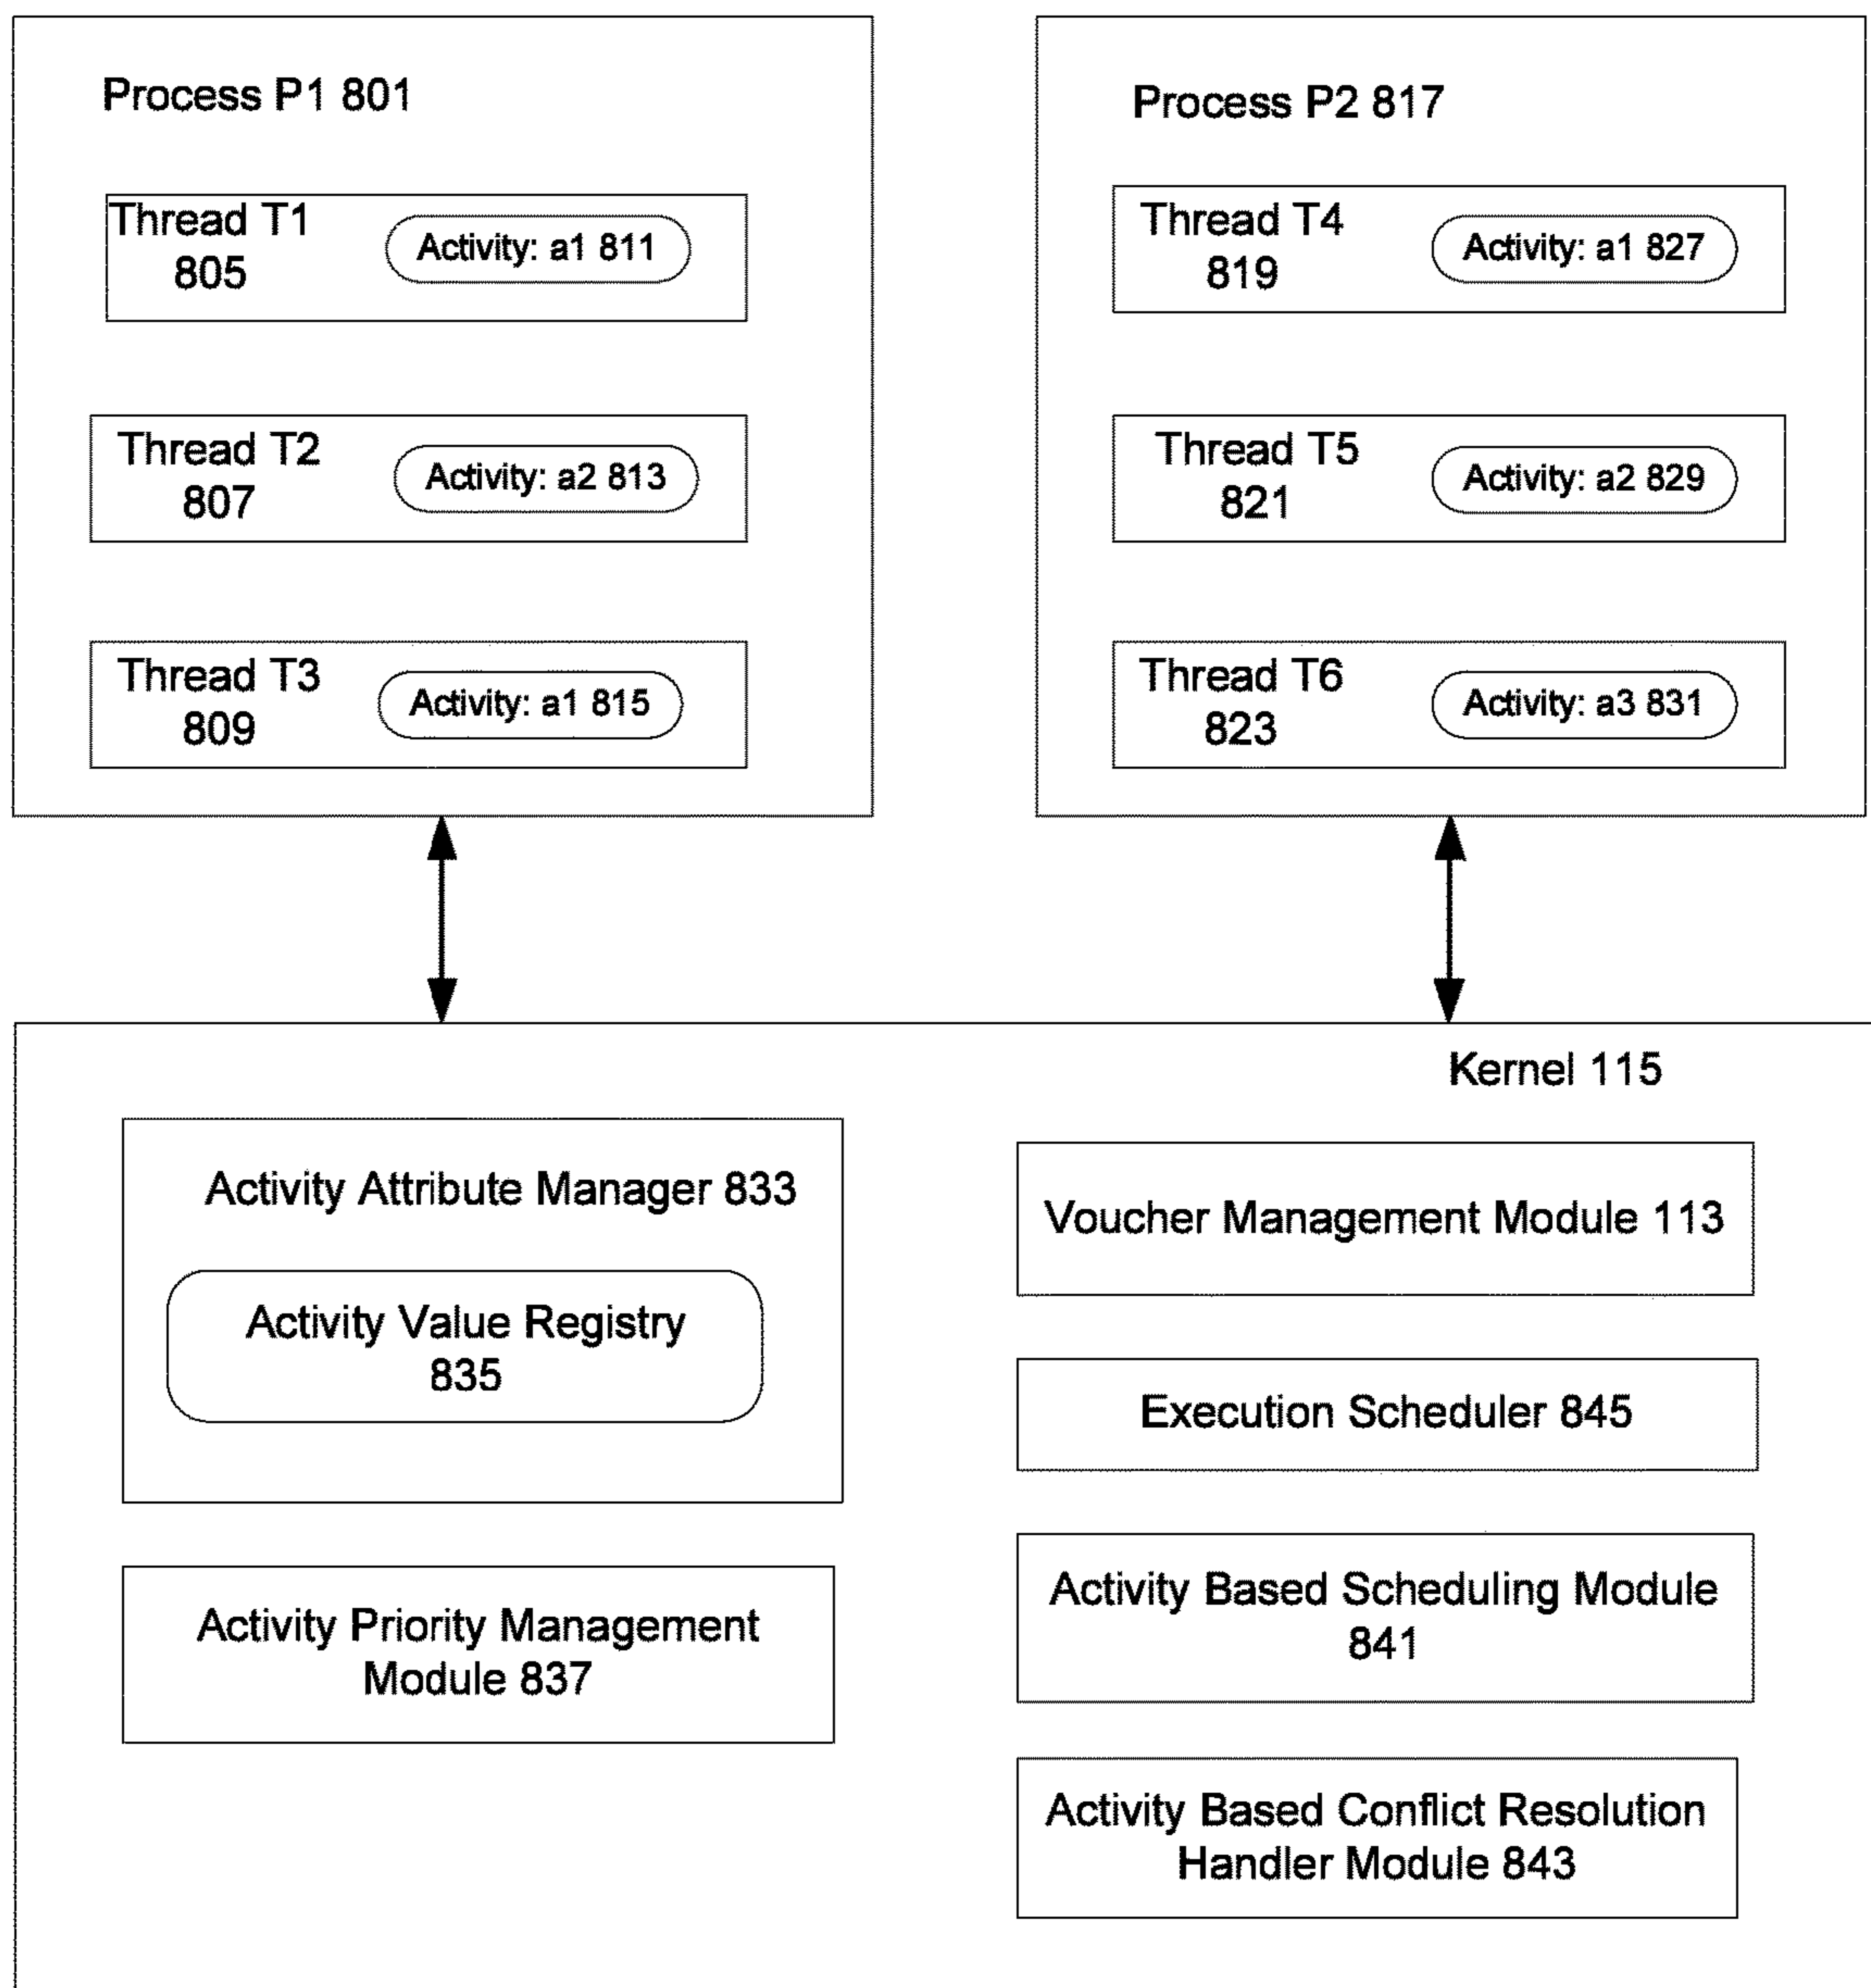 Process P1 801
Thread T1
805
Activity: a1 811
Thread T2
807
Activity: a2 813
Thread T3
809
Activity: a1 815
Process P2 817
Thread T4
819
Activity: a1 827
Thread T5
821
Activity: a2 829
Thread T6
823
Activity: a3 831
Kernel 115
Activity Attribute Manager 833
Activity Value Registry
835
Activity Priority Management
Module 837
Voucher Management Module 113
Execution Scheduler 845
Activity Based Scheduling Module
841
Activity Based Conflict Resolution
Handler Module 843